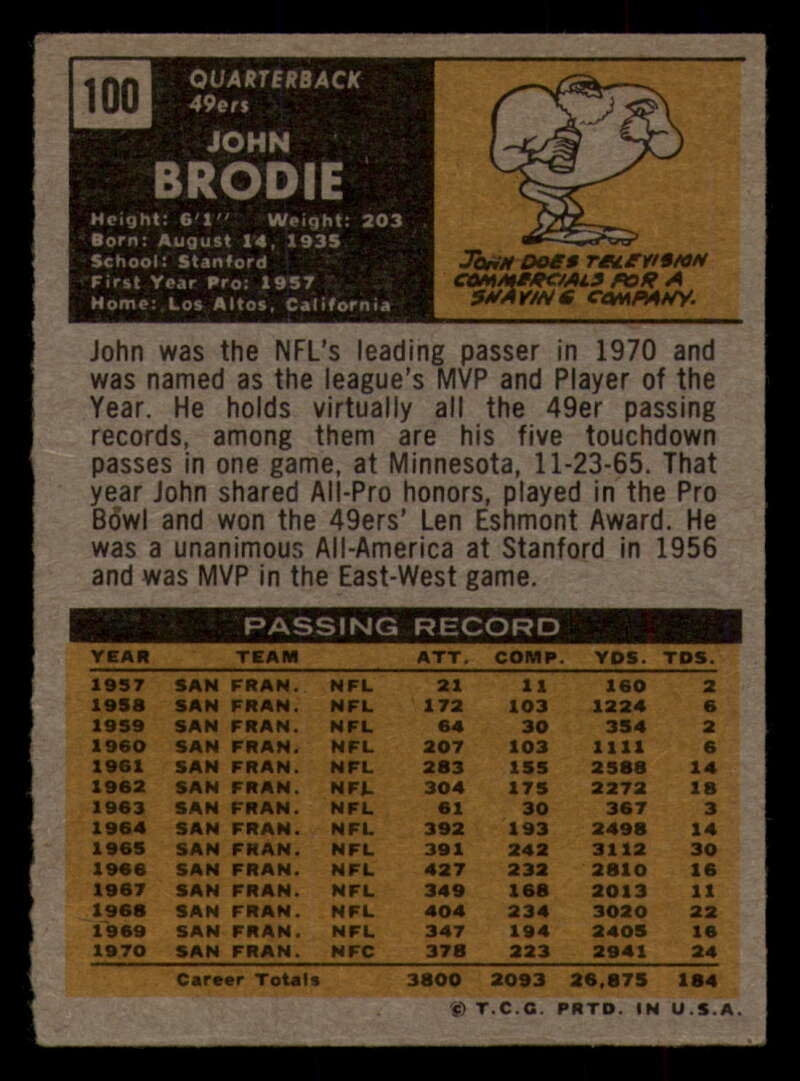 100
QUARTERBACK
49ers
JOHN
BRODIE
Height: 6'1" Weight: 203
Born: August 14, 1935
School: Stanford
First Year Pro: 1957
Home: Los Altos, California
JOHN DOES TELEVISION
COMMERCIALS FOR A
SHAVING COMPANY.
John was the NFL's leading passer in 1970 and
was named as the league's MVP and Player of the
Year. He holds virtually all the 49er passing
records, among them are his five touchdown
passes in one game, at Minnesota, 11-23-65. That
year John shared All-Pro honors, played in the Pro
Bowl and won the 49ers' Len Eshmont Award. He
was a unanimous All-America at Stanford in 1956
and was MVP in the East-West game.
PASSING RECORD
YEAR TEAM ATT. COMP. YDS. TDS.
1957 SAN FRAN. NFL 21 11 160 2
1958 SAN FRAN. NFL 172 103 1224 6
1959 SAN FRAN. NFL 64 30 354 2
1960 SAN FRAN. NFL 207 103 1111 6
1961 SAN FRAN. NFL 283 155 2588 14
1962 SAN FRAN. NFL 304 175 2272 18
1963 SAN FRAN. NFL 61 30 367 3
1964 SAN FRAN. NFL 392 193 2498 14
1965 SAN FRAN. NFL 391 242 3112 30
1966 SAN FRAN. NFL 427 232 2810 16
1967 SAN FRAN. NFL 349 168 2013 11
1968 SAN FRAN. NFL 404 234 3020 22
1969 SAN FRAN. NFL 347 194 2405 16
1970 SAN FRAN. NFC 378 223 2941 24
Career Totals 3800 2093 26,875 184
© T.C.G. PRTD. IN U.S.A.